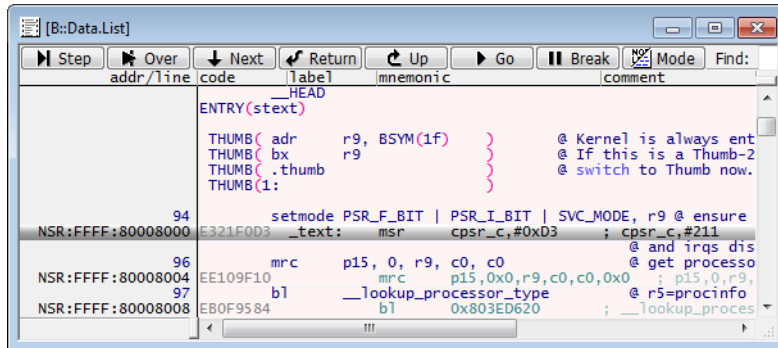 [B::Data.List]
Step Over Next Return Up Go Break Mode Find:
addr/line code label mnemonic comment
__HEAD
ENTRY(stext)
THUMB( adr r9, BSYM(1f) ) @ Kernel is always ent
THUMB( bx r9 ) @ If this is a Thumb-2
THUMB( .thumb ) @ switch to Thumb now.
THUMB(1: )
94 setmode PSR_F_BIT | PSR_I_BIT | SVC_MODE, r9 @ ensure
NSR:FFFF:80008000 E321F0D3 _text: msr cpsr_c,#0xD3 ; cpsr_c,#211
@ and irqs dis
96 mrc p15, 0, r9, c0, c0 @ get processo
NSR:FFFF:80008004 EE109F10 mrc p15,0x0,r9,c0,c0,0x0 ; p15,0,r9,
97 bl __lookup_processor_type @ r5=procinfo
NSR:FFFF:80008008 EB0F9584 bl 0x803ED620 ; __lookup_proces